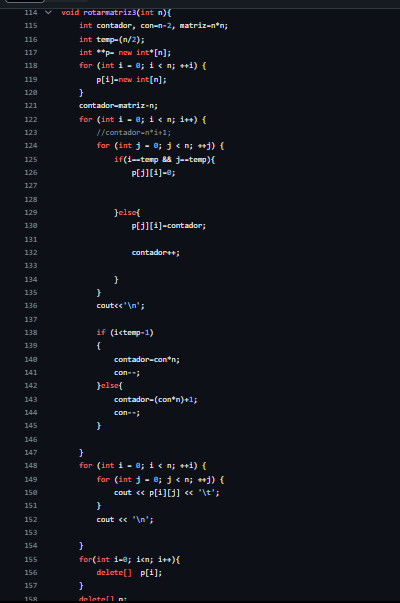 114 void rotarmatriz3(int n){
115 int contador, con=n-2, matriz=n*n;
116 int temp=(n/2);
117 int **p= new int*[n];
118 for (int i = 0; i < n; ++i) {
119 p[i]=new int[n];
120 }
121 contador=matriz-n;
122 for (int i = 0; i < n; i++) {
123 //contador=n*i+1;
124 for (int j = 0; j < n; ++j) {
125 if(i==temp && j==temp){
126 p[j][i]=0;
127
128
129 }else{
130 p[j][i]=contador;
131
132 contador++;
133
134 }
135 }
136 cout<<'\n';
137
138 if (i<temp-1)
139 {
140 contador=con*n;
141 con--;
142 }else{
143 contador=(con*n)+1;
144 con--;
145 }
146
147 }
148 for (int i = 0; i < n; ++i) {
149 for (int j = 0; j < n; ++j) {
150 cout << p[i][j] << '\t';
151 }
152 cout << '\n';
153
154 }
155 for(int i=0; i<n; i++){
156 delete[] p[i];
157 }
158 delete[] p;